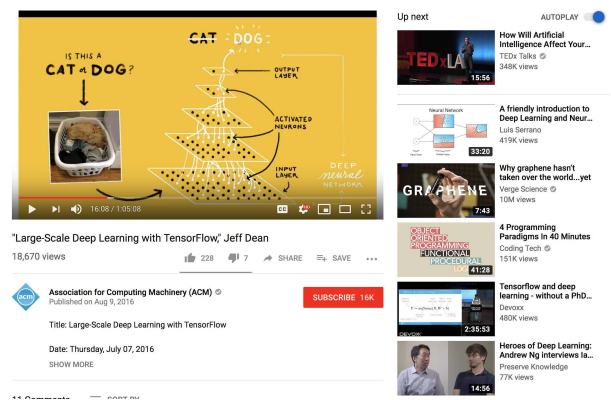 IS THIS A
CAT OR DOG?
CAT DOG
OUTPUT
LAYER
ACTIVATED
NEURONS
INPUT
LAYER
DEEP
NEURAL
NETWORK
16:08 / 1:05:08
CC
"Large-Scale Deep Learning with TensorFlow," Jeff Dean
18,670 views
228
7
SHARE
SAVE
acm
Association for Computing Machinery (ACM)
Published on Aug 9, 2016
SUBSCRIBE 16K
Title: Large-Scale Deep Learning with TensorFlow
Date: Thursday, July 07, 2016
SHOW MORE
11 Comments
SORT BY
Up next
AUTOPLAY
TEDxLA
15:56
How Will Artificial
Intelligence Affect Your...
TEDx Talks
348K views
Neural Network
33:20
A friendly introduction to
Deep Learning and Neur...
Luis Serrano
419K views
GRAPHENE
7:43
Why graphene hasn't
taken over the world...yet
Verge Science
10M views
OBJECT
ORIENTED
PROGRAMMING
FUNCTIONAL
PROCEDURAL
41:28
4 Programming
Paradigms In 40 Minutes
Coding Tech
151K views
DEVOXX
2:35:53
Tensorflow and deep
learning - without a PhD...
Devoxx
480K views
14:56
Heroes of Deep Learning:
Andrew Ng interviews la...
Preserve Knowledge
77K views